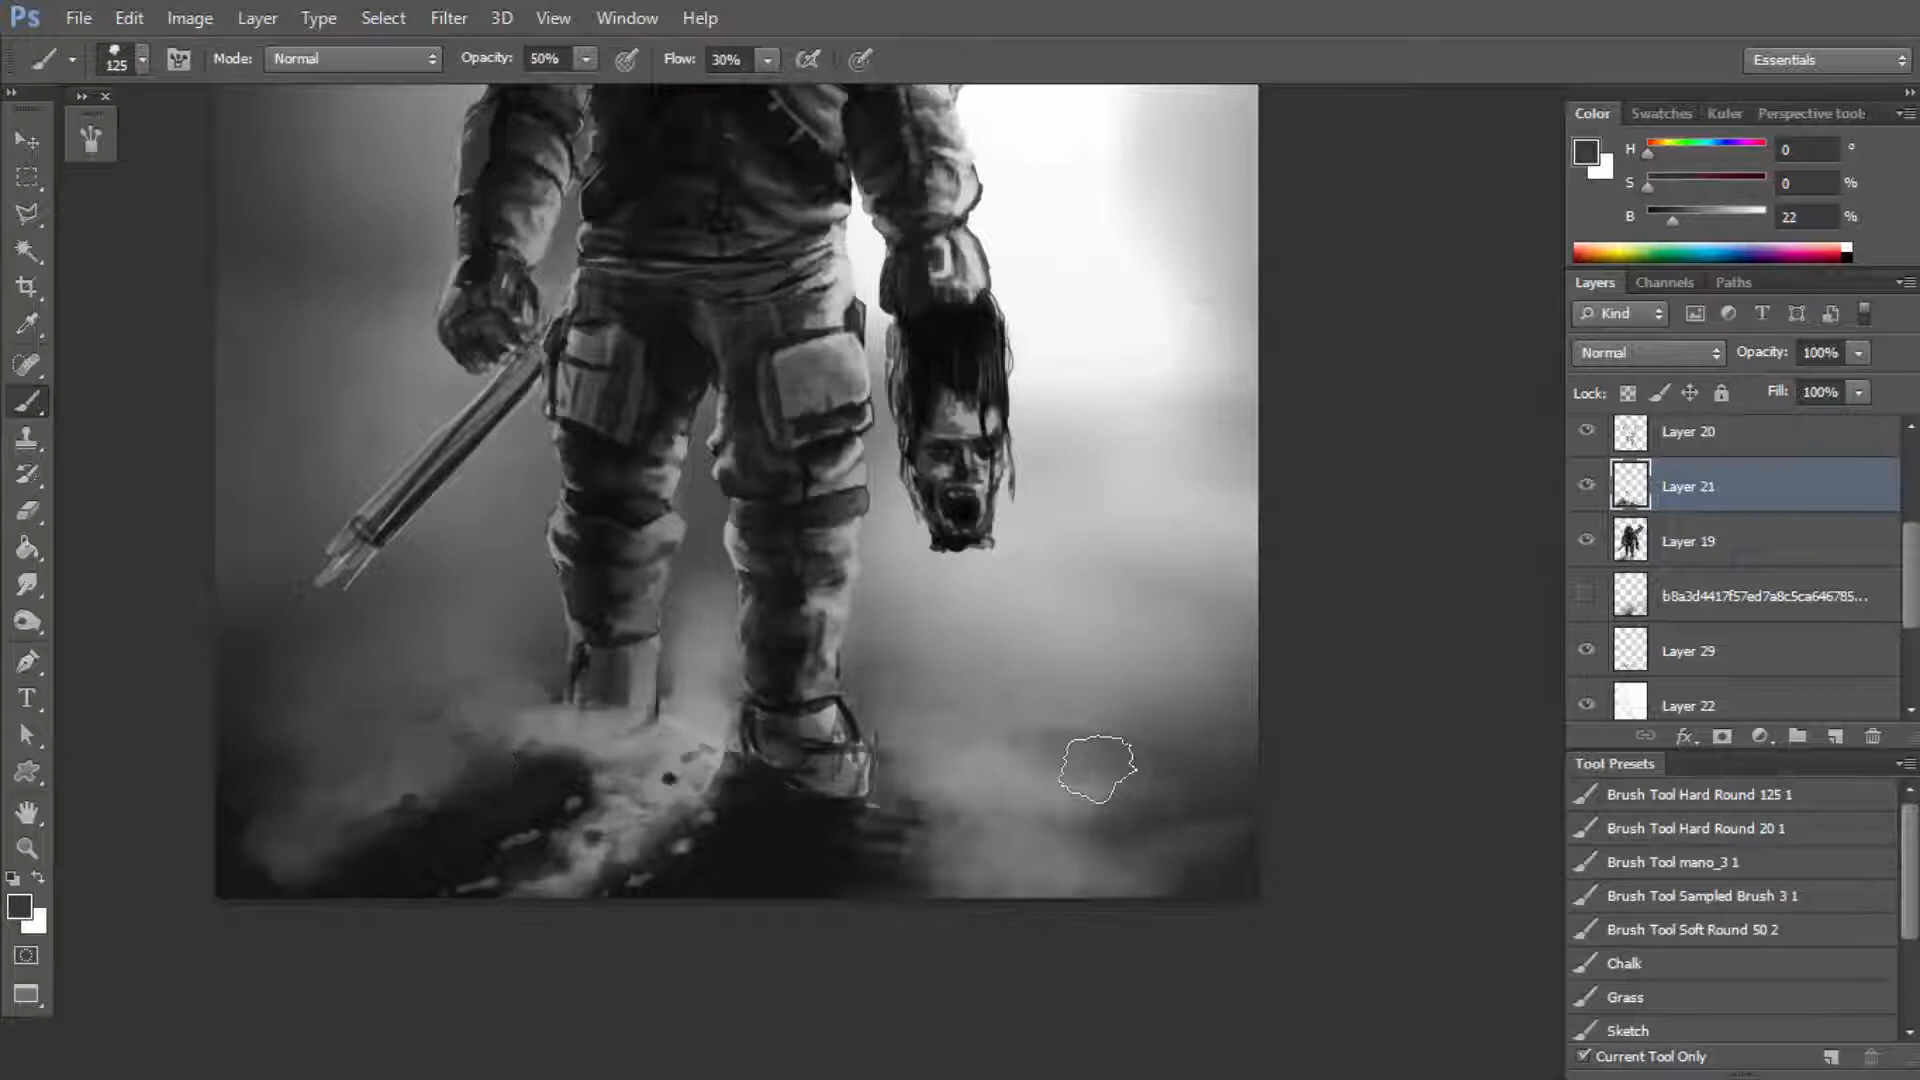 Ps File Edit Image Layer Type Select Filter 3D View Window Help
125 Mode: Normal Opacity: 50% Flow: 30% Essentials
Color Swatches Kuler Perspective tools
H 0 °
S 0 %
B 22 %
Layers Channels Paths
Kind
Normal Opacity: 100%
Lock: Fill: 100%
Layer 20
Layer 21
Layer 19
b8a3d4417f57ed7a8c5ca646785...
Layer 29
Layer 22
fx
Tool Presets
Brush Tool Hard Round 125 1
Brush Tool Hard Round 20 1
Brush Tool mano_3 1
Brush Tool Sampled Brush 3 1
Brush Tool Soft Round 50 2
Chalk
Grass
Sketch
Current Tool Only